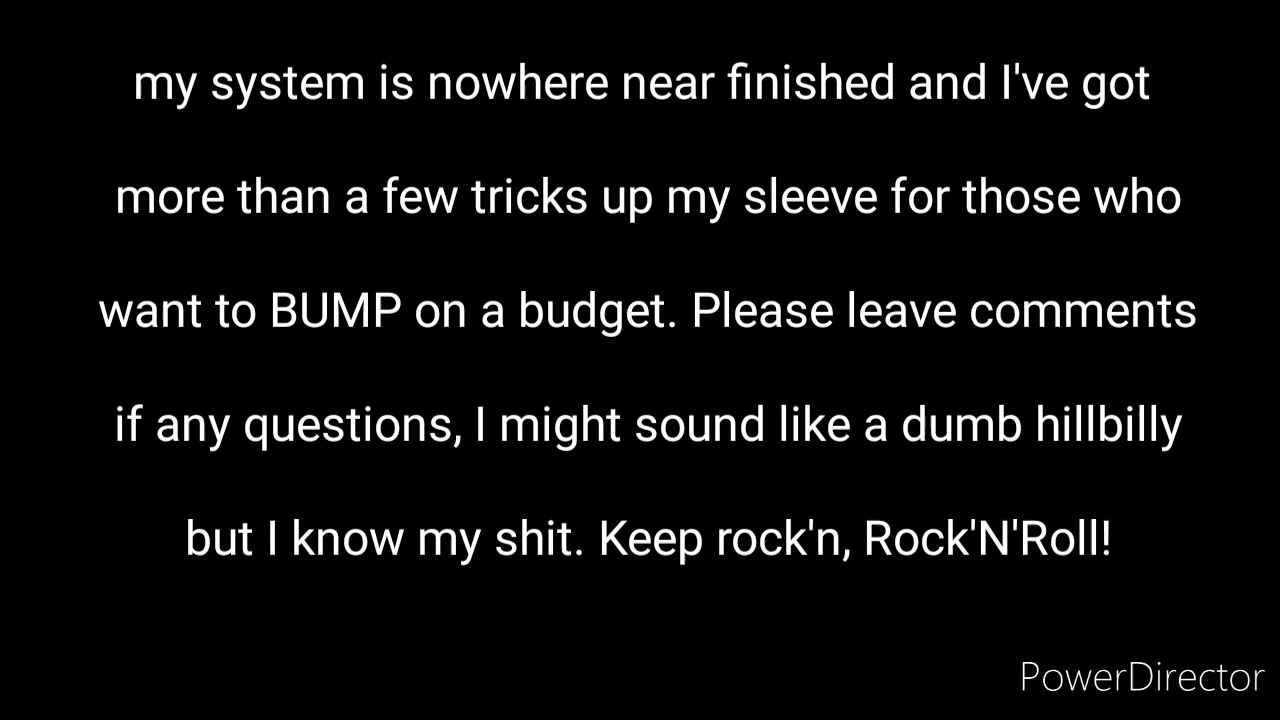 my system is nowhere near finished and I've got
more than a few tricks up my sleeve for those who
want to BUMP on a budget. Please leave comments
if any questions, I might sound like a dumb hillbilly
but I know my shit. Keep rock'n, Rock'N'Roll!
PowerDirector